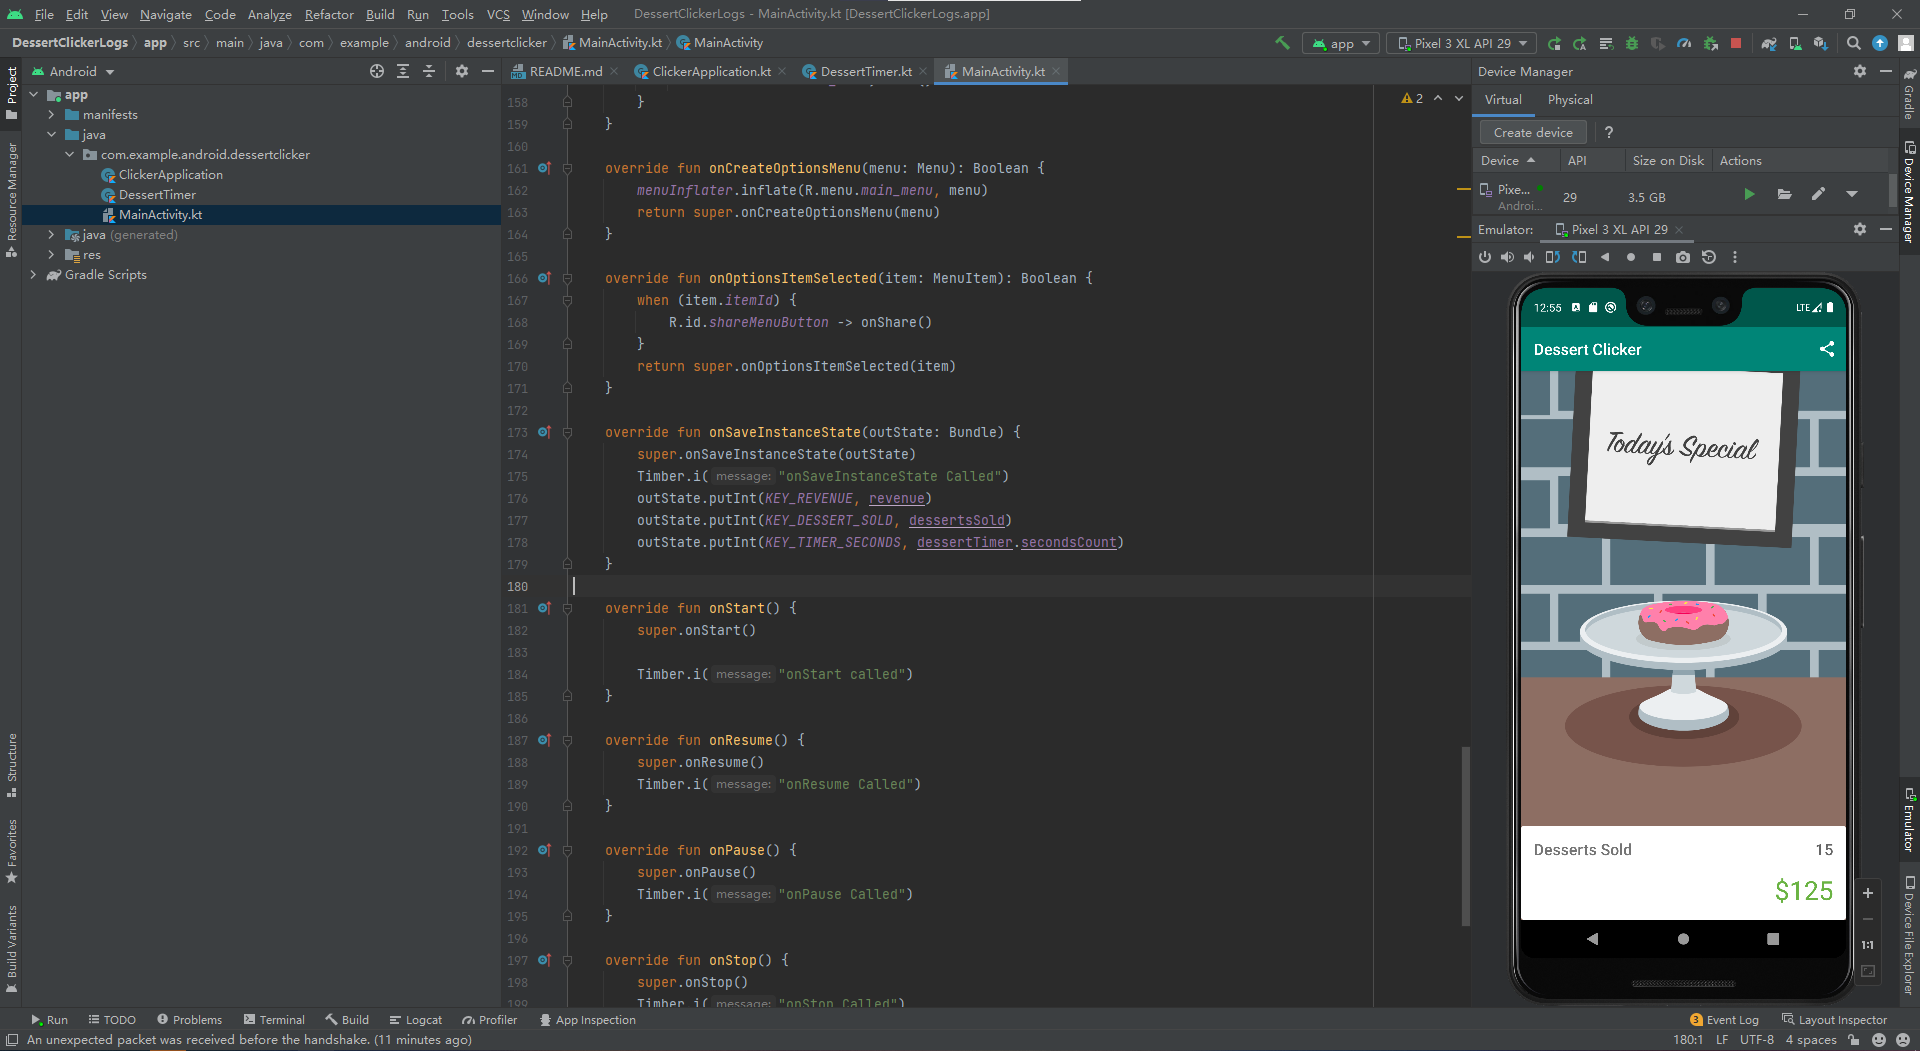 File Edit View Navigate Code Analyze Refactor Build Run Tools VCS Window Help DessertClickerLogs - MainActivity.kt [DessertClickerLogs.app]
DessertClickerLogs app src main java com example android dessertclicker MainActivity.kt MainActivity app Pixel 3 XL API 29
Project
Resource Manager
Structure
Favorites
Build Variants
Android
app
manifests
java
com.example.android.dessertclicker
ClickerApplication
DessertTimer
MainActivity.kt
java (generated)
res
Gradle Scripts
README.md ClickerApplication.kt DessertTimer.kt MainActivity.kt
2
158 }
159 }
160
161 override fun onCreateOptionsMenu(menu: Menu): Boolean {
162 menuInflater.inflate(R.menu.main_menu, menu)
163 return super.onCreateOptionsMenu(menu)
164 }
165
166 override fun onOptionsItemSelected(item: MenuItem): Boolean {
167 when (item.itemId) {
168 R.id.shareMenuButton -> onShare()
169 }
170 return super.onOptionsItemSelected(item)
171 }
172
173 override fun onSaveInstanceState(outState: Bundle) {
174 super.onSaveInstanceState(outState)
175 Timber.i( message: "onSaveInstanceState Called")
176 outState.putInt(KEY_REVENUE, revenue)
177 outState.putInt(KEY_DESSERT_SOLD, dessertsSold)
178 outState.putInt(KEY_TIMER_SECONDS, dessertTimer.secondsCount)
179 }
180
181 override fun onStart() {
182 super.onStart()
183
184 Timber.i( message: "onStart called")
185 }
186
187 override fun onResume() {
188 super.onResume()
189 Timber.i( message: "onResume Called")
190 }
191
192 override fun onPause() {
193 super.onPause()
194 Timber.i( message: "onPause Called")
195 }
196
197 override fun onStop() {
198 super.onStop()
199 Timber.i( message: "onStop Called")
Device Manager
Virtual Physical
Create device ?
Device API Size on Disk Actions
Pixe... 29 3.5 GB
Androi...
Emulator: Pixel 3 XL API 29
12:55 LTE
Dessert Clicker
Today's Special
Desserts Sold 15
$125
1:1
Gradle
Device Manager
Emulator
Device File Explorer
Run TODO Problems Terminal Build Logcat Profiler App Inspection 3 Event Log Layout Inspector
An unexpected packet was received before the handshake. (11 minutes ago) 180:1 LF UTF-8 4 spaces